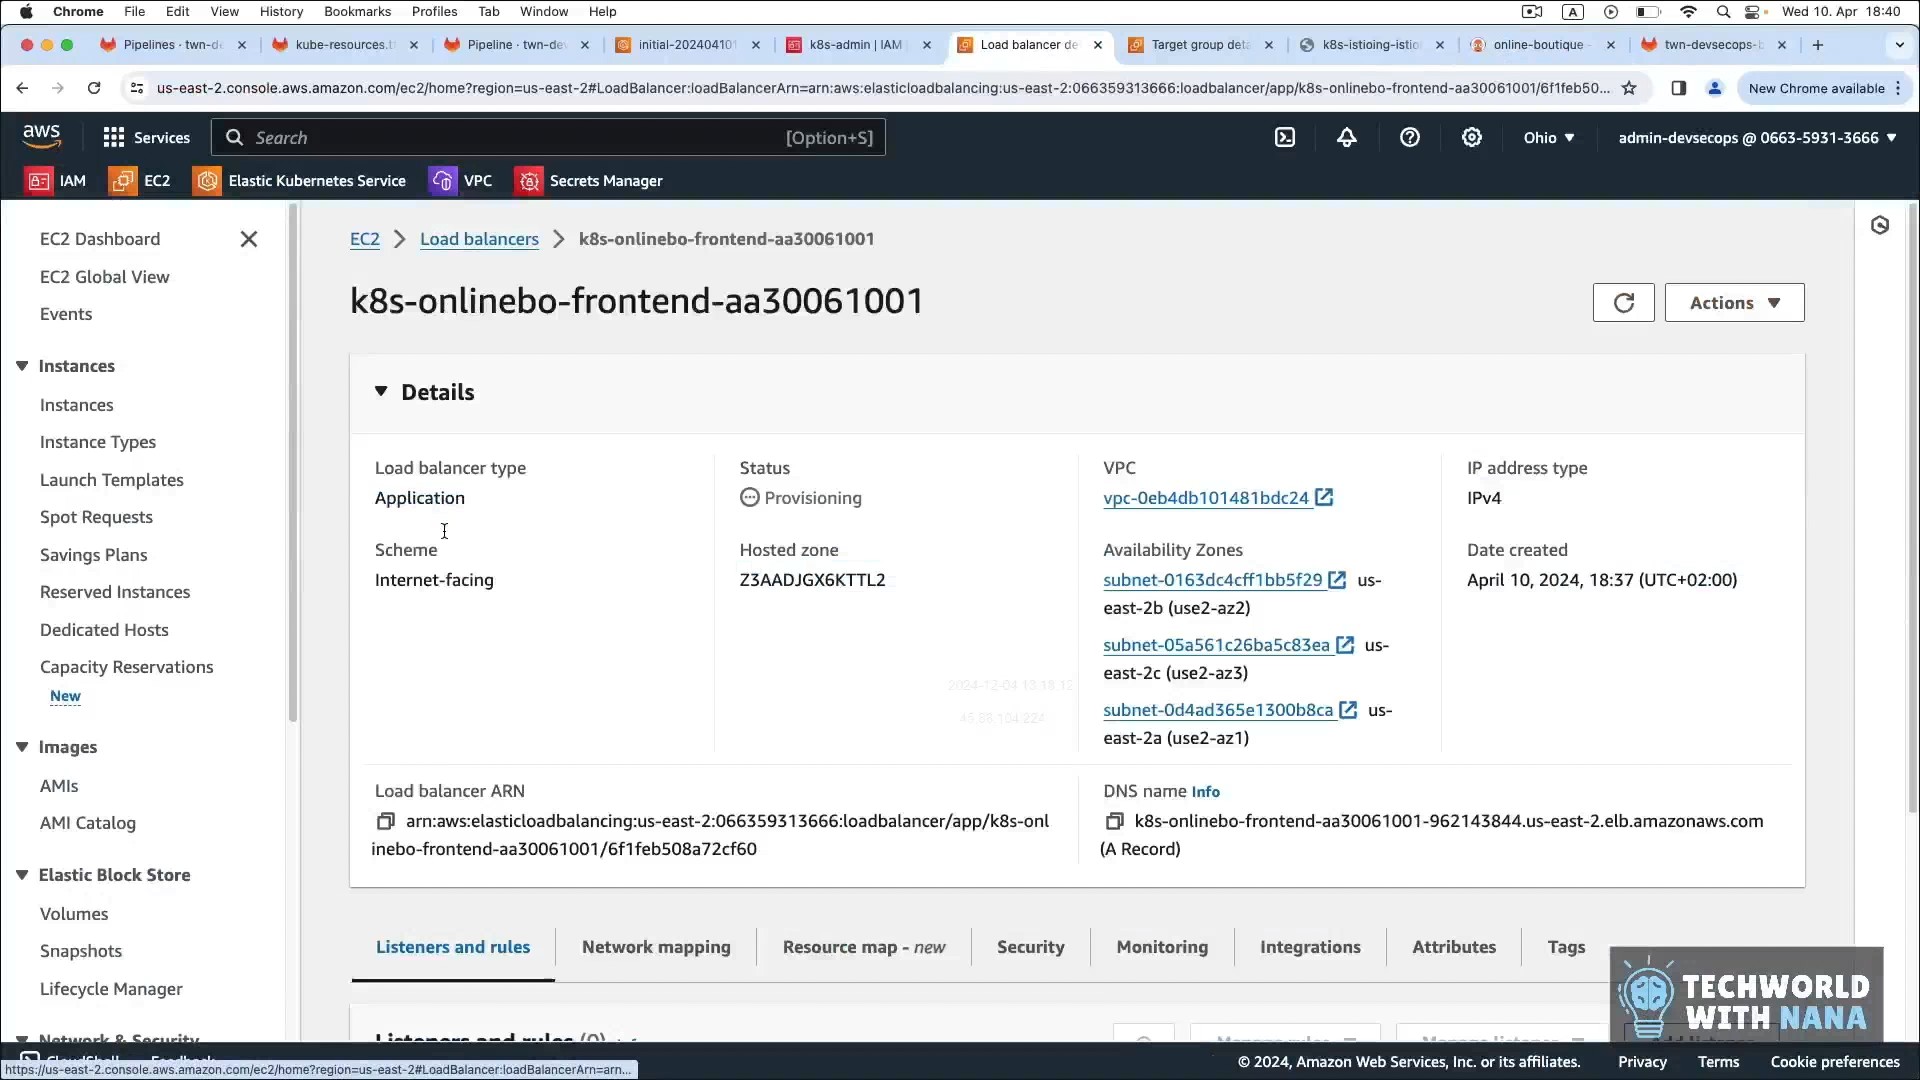 Chrome File Edit View History Bookmarks Profiles Tab Window Help A Wed 10. Apr 18:40
Pipelines · twn-d kube-resources.t Pipeline · twn-de initial-20240410 k8s-admin | IAM Load balancer de Target group deta k8s-istioing-istio online-boutique - twn-devsecops-b
us-east-2.console.aws.amazon.com/ec2/home?region=us-east-2#LoadBalancer:loadBalancerArn=arn:aws:elasticloadbalancing:us-east-2:066359313666:loadbalancer/app/k8s-onlinebo-frontend-aa30061001/6f1feb50... New Chrome available
aws Services Search [Option+S] Ohio admin-devsecops @ 0663-5931-3666
IAM EC2 Elastic Kubernetes Service VPC Secrets Manager
EC2 Dashboard
EC2 Global View
Events
Instances
Instances
Instance Types
Launch Templates
Spot Requests
Savings Plans
Reserved Instances
Dedicated Hosts
Capacity Reservations
New
Images
AMIs
AMI Catalog
Elastic Block Store
Volumes
Snapshots
Lifecycle Manager
Network & Security
CloudShell Feedback
EC2 Load balancers k8s-onlinebo-frontend-aa30061001
k8s-onlinebo-frontend-aa30061001
Actions
Details
Load balancer type
Application
Scheme
Internet-facing
Status
Provisioning
Hosted zone
Z3AADJGX6KTTL2
VPC
vpc-0eb4db101481bdc24
Availability Zones
subnet-0163dc4cff1bb5f29 us-
east-2b (use2-az2)
subnet-05a561c26ba5c83ea us-
east-2c (use2-az3)
subnet-0d4ad365e1300b8ca us-
east-2a (use2-az1)
IP address type
IPv4
Date created
April 10, 2024, 18:37 (UTC+02:00)
Load balancer ARN
arn:aws:elasticloadbalancing:us-east-2:066359313666:loadbalancer/app/k8s-onl
inebo-frontend-aa30061001/6f1feb508a72cf60
DNS name Info
k8s-onlinebo-frontend-aa30061001-962143844.us-east-2.elb.amazonaws.com
(A Record)
Listeners and rules Network mapping Resource map - new Security Monitoring Integrations Attributes Tags
Listeners and rules (0)
TECHWORLD
WITH NANA
https://us-east-2.console.aws.amazon.com/ec2/home?region=us-east-2#LoadBalancer:loadBalancerArn=arn...
© 2024, Amazon Web Services, Inc. or its affiliates. Privacy Terms Cookie preferences